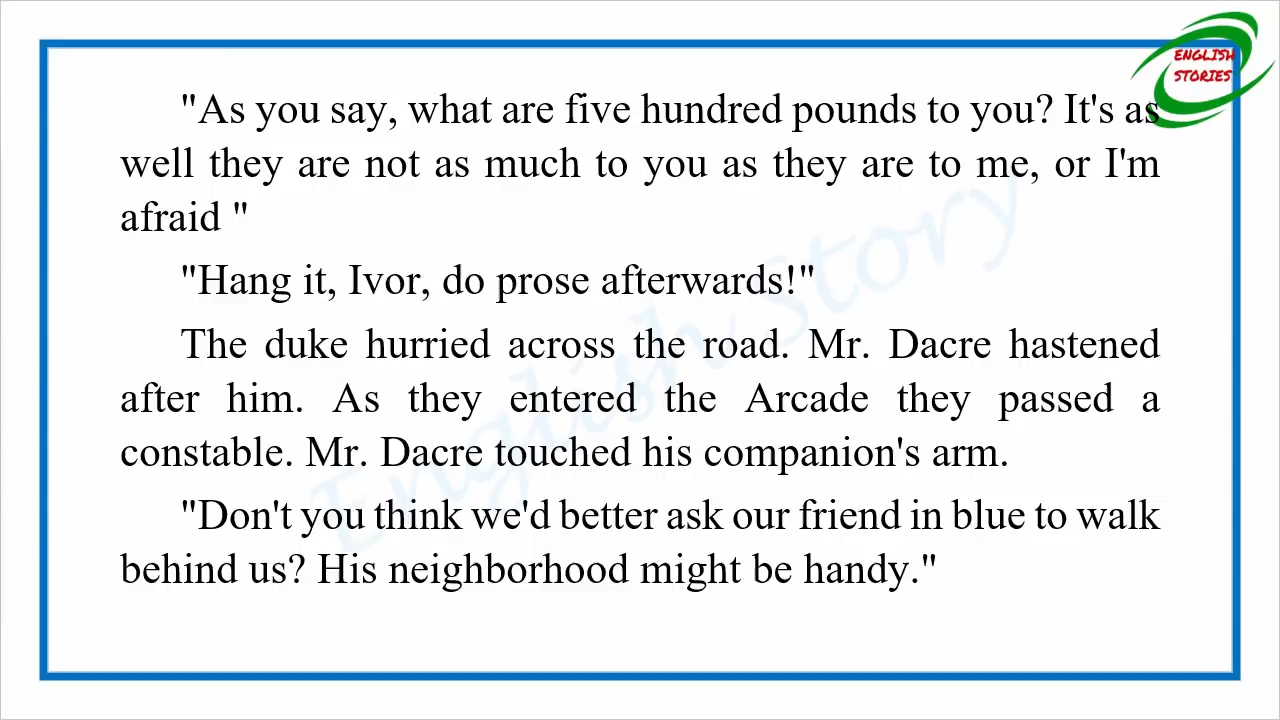 ENGLISH
STORIES
"As you say, what are five hundred pounds to you? It's as
well they are not as much to you as they are to me, or I'm
afraid "
"Hang it, Ivor, do prose afterwards!"
The duke hurried across the road. Mr. Dacre hastened
after him. As they entered the Arcade they passed a
constable. Mr. Dacre touched his companion's arm.
"Don't you think we'd better ask our friend in blue to walk
behind us? His neighborhood might be handy."
English Story